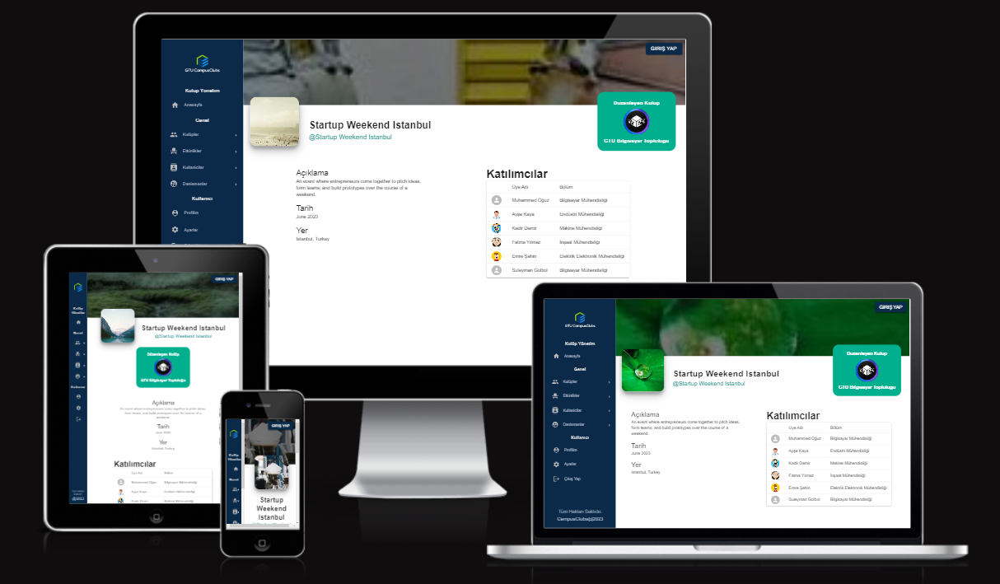 GIRIŞ YAP
GTU CampusClubs
Kulup Yonetim
Anasayfa
Genel
Kulüpler
Etkinlikler
Kullanicilar
Danismanlar
Kullanıcı
Profilim
Ayarlar
Startup Weekend Istanbul
@Startup Weekend Istanbul
Duzenleyen Kulup
GTU Bilgisayar Toplulugu
Açıklama
An event where entrepreneurs come together to pitch ideas,
form teams, and build prototypes over the course of a
weekend.
Tarih
June 2023
Yer
Istanbul, Turkey
Katılımcılar
Üye Adı Bölüm
Muhammed Oğuz Bilgisayar Mühendisliği
Ayşe Kaya Endüstri Mühendisliği
Kadir Demir Makine Mühendisliği
Fatma Yılmaz İnşaat Mühendisliği
Emre Şahin Elektrik Elektronik Mühendisliği
Suleyman Golbol Bilgisayar Mühendisliği
GIRIŞ YAP
Kulüp
Yönetim
Genel
Kullanıcı
Startup Weekend Istanbul
@Startup Weekend Istanbul
Düzenleyen Kulüp
GTU Bilgisayar Topluluğu
Açıklama
An event where entrepreneurs come together to pitch ideas,
form teams, and build prototypes over the course of a
weekend.
Tarih
June 2023
Yer
Istanbul, Turkey
Katılımcılar
Üye Adı Bölüm
Muhammed Oğuz Bilgisayar Mühendisliği
Ayşe Kaya Endüstri Mühendisliği
Kadir Demir Makine Mühendisliği
GIRIŞ YAP
Kulüp
Yönetim
Genel
Startup
Weekend
Istanbul
GIRIŞ YAP
GTU CampusClubs
Kulüp Yönetim
Anasayfa
Genel
Kulüpler
Etkinlikler
Kullanicilar
Danismanlar
Kullanıcı
Profilim
Ayarlar
Çıkış Yap
Tüm Hakları Saklıdır.
CampusClubs@2023
Startup Weekend Istanbul
@Startup Weekend Istanbul
Duzenleyen Kulup
GTU Bilgisayar Toplulugu
Açıklama
An event where entrepreneurs come together to pitch ideas,
form teams, and build prototypes over the course of a
weekend.
Tarih
June 2023
Yer
Istanbul, Turkey
Katılımcılar
Üye Adı Bölüm
Muhammed Oğuz Bilgisayar Mühendisliği
Ayşe Kaya Endüstri Mühendisliği
Kadir Demir Makine Mühendisliği
Fatma Yılmaz İnşaat Mühendisliği
Emre Şahin Elektrik Elektronik Mühendisliği
Suleyman Golbol Bilgisayar Mühendisliği